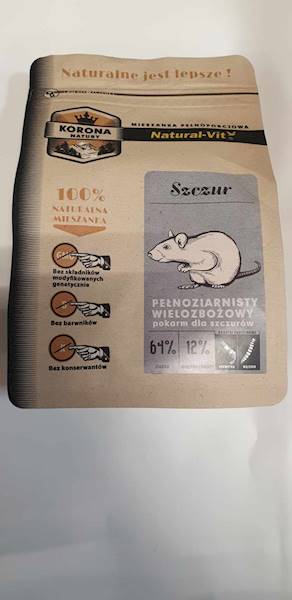 Naturalne jest lepsze !
KORONA
NATURY
MIESZANKA PEŁNOPORCJOWA
Natural-Vit
100%
NATURALNA
MIESZANKA
Szczur
GMO
Bez składników
modyfikowanych
genetycznie
Bez barwników
Bez konserwantów
PEŁNOZIARNISTY
WIELOZBOŻOWY
pokarm dla szczurów
64%
12%